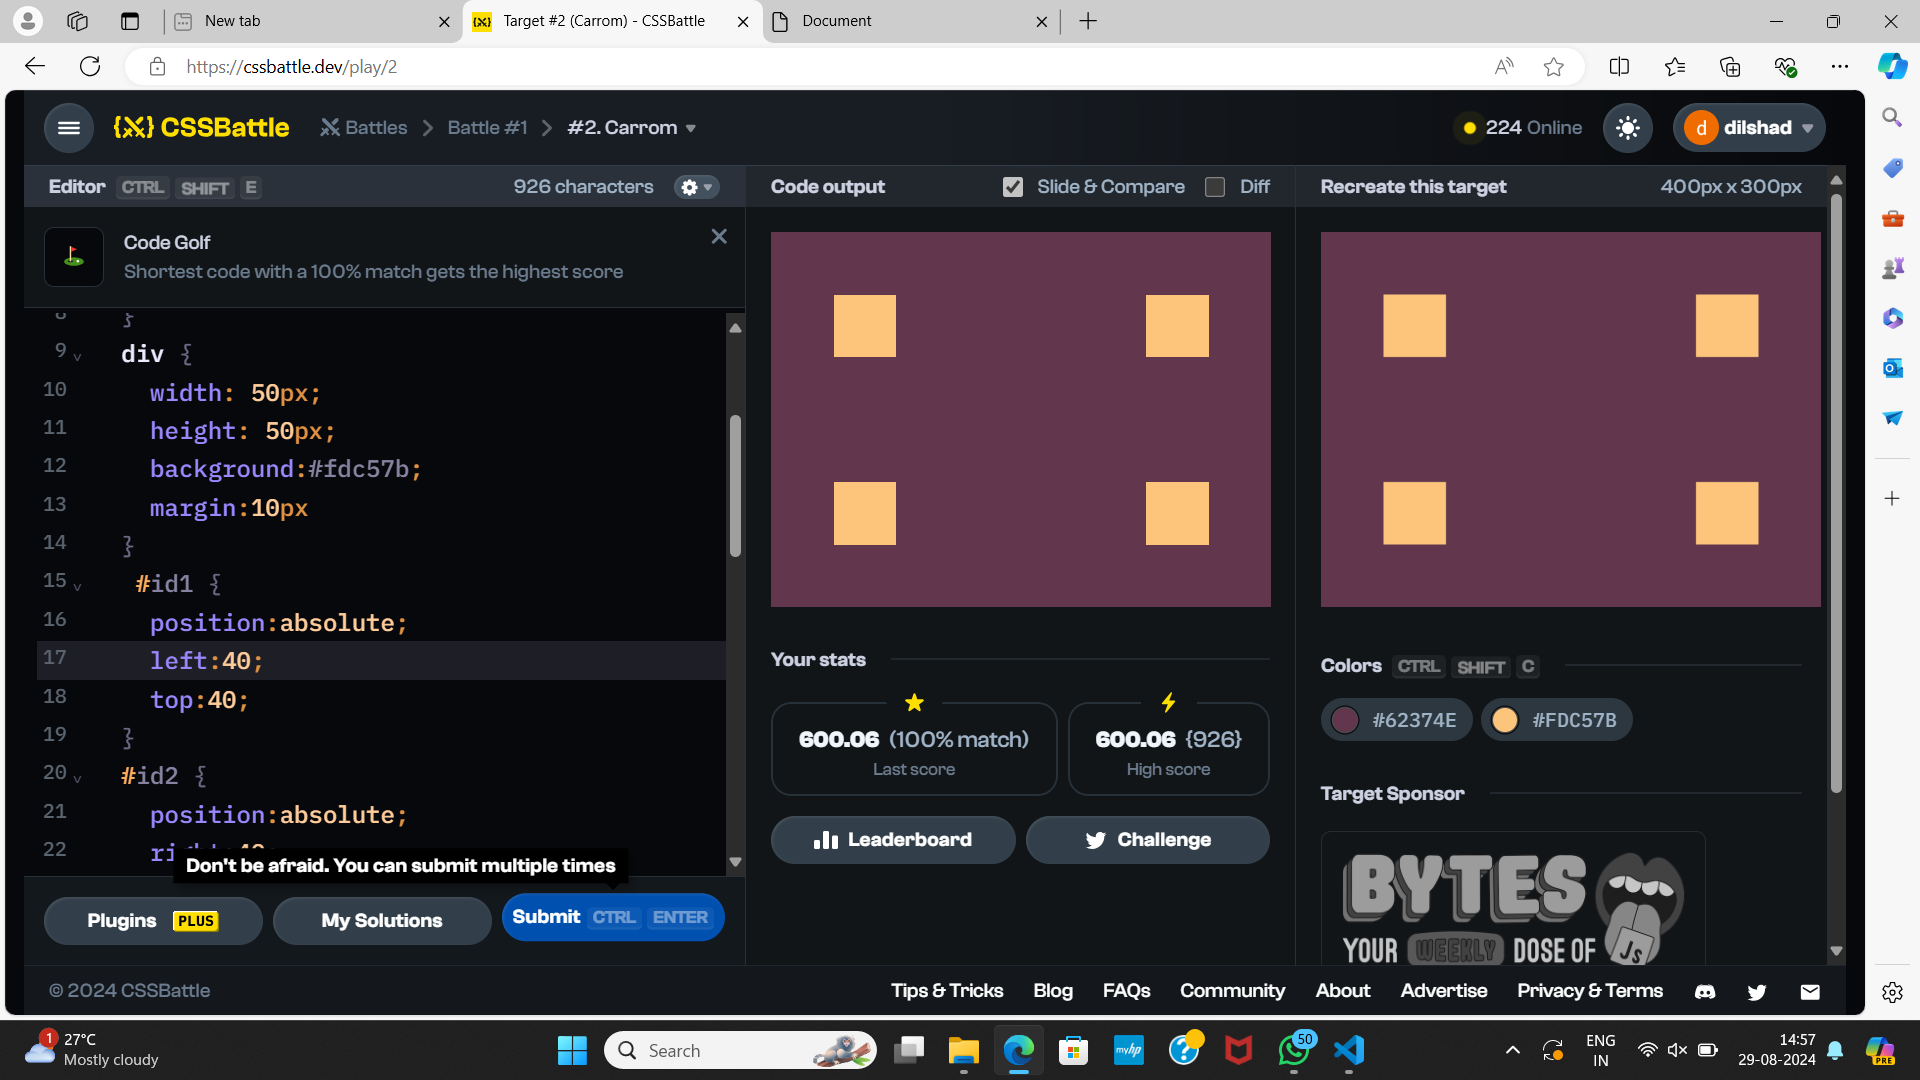 New tab
Target #2 (Carrom) - CSSBattle
Document
https://cssbattle.dev/play/2
CSSBattle
Battles
Battle #1
#2. Carrom
224 Online
d
dilshad
Editor CTRL SHIFT E
926 characters
Code output
Slide & Compare
Diff
Recreate this target
400px x 300px
Code Golf
Shortest code with a 100% match gets the highest score
8 }
9 div {
10 width: 50px;
11 height: 50px;
12 background:#fdc57b;
13 margin:10px
14 }
15 #id1 {
16 position:absolute;
17 left:40;
18 top:40;
19 }
20 #id2 {
21 position:absolute;
22
Don't be afraid. You can submit multiple times
Plugins PLUS
My Solutions
Submit CTRL ENTER
Your stats
600.06 (100% match)
Last score
600.06 {926}
High score
Leaderboard
Challenge
Colors CTRL SHIFT C
#62374E
#FDC57B
Target Sponsor
BYTES
YOUR WEEKLY DOSE OF
JS
© 2024 CSSBattle
Tips & Tricks
Blog
FAQs
Community
About
Advertise
Privacy & Terms
1
27°C
Mostly cloudy
Search
myhp
50
ENG
IN
14:57
29-08-2024
PRE